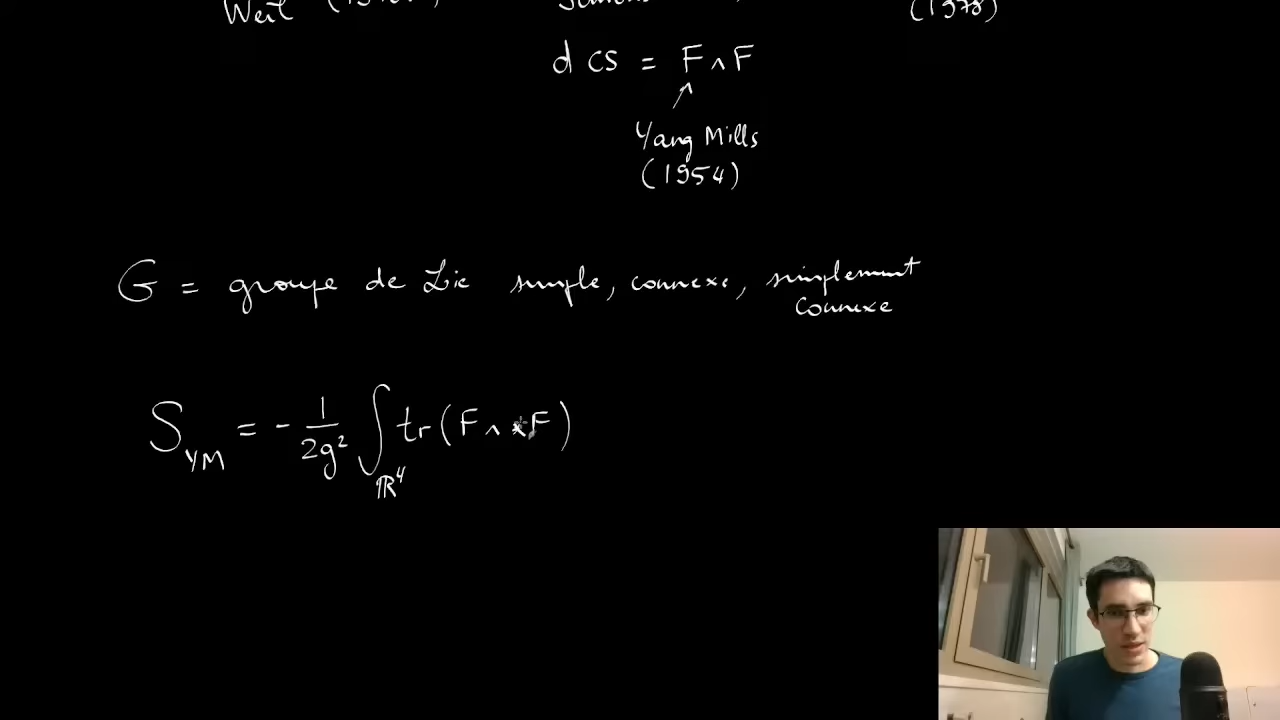 Weil
(1978)
d CS = F ∧ F
Yang Mills
(1954)
G = groupe de Lie simple, connexe, simplement
connexe
S_YM = - 1/2g² ∫_ℝ⁴ tr(F ∧ *F)